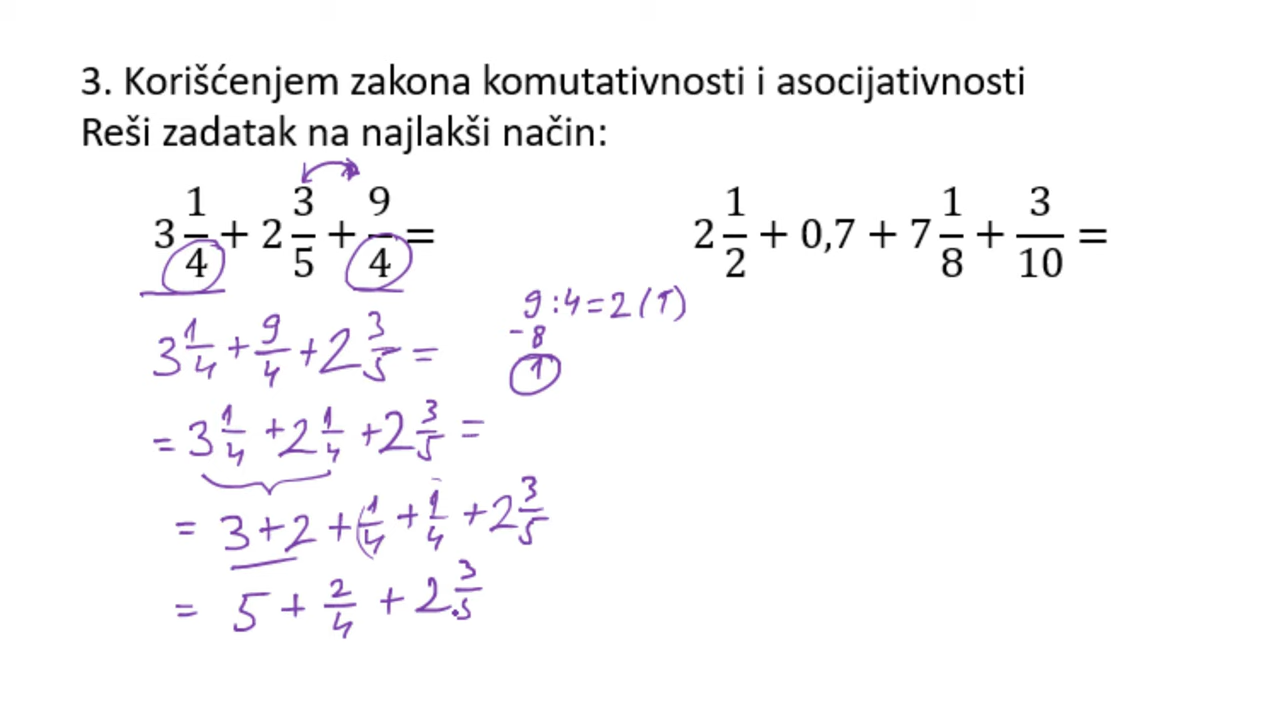 3. Korišćenjem zakona komutativnosti i asocijativnosti
Reši zadatak na najlakši način:
3 1/4 + 2 3/5 + 9/4 =
2 1/2 + 0,7 + 7 1/8 + 3/10 =
9 : 4 = 2 (1)
- 8
1
3 1/4 + 9/4 + 2 3/5 =
= 3 1/4 + 2 1/4 + 2 3/5 =
= 3 + 2 + ( 1/4 + 1/4 + 2 3/5
= 5 + 2/4 + 2 3/5